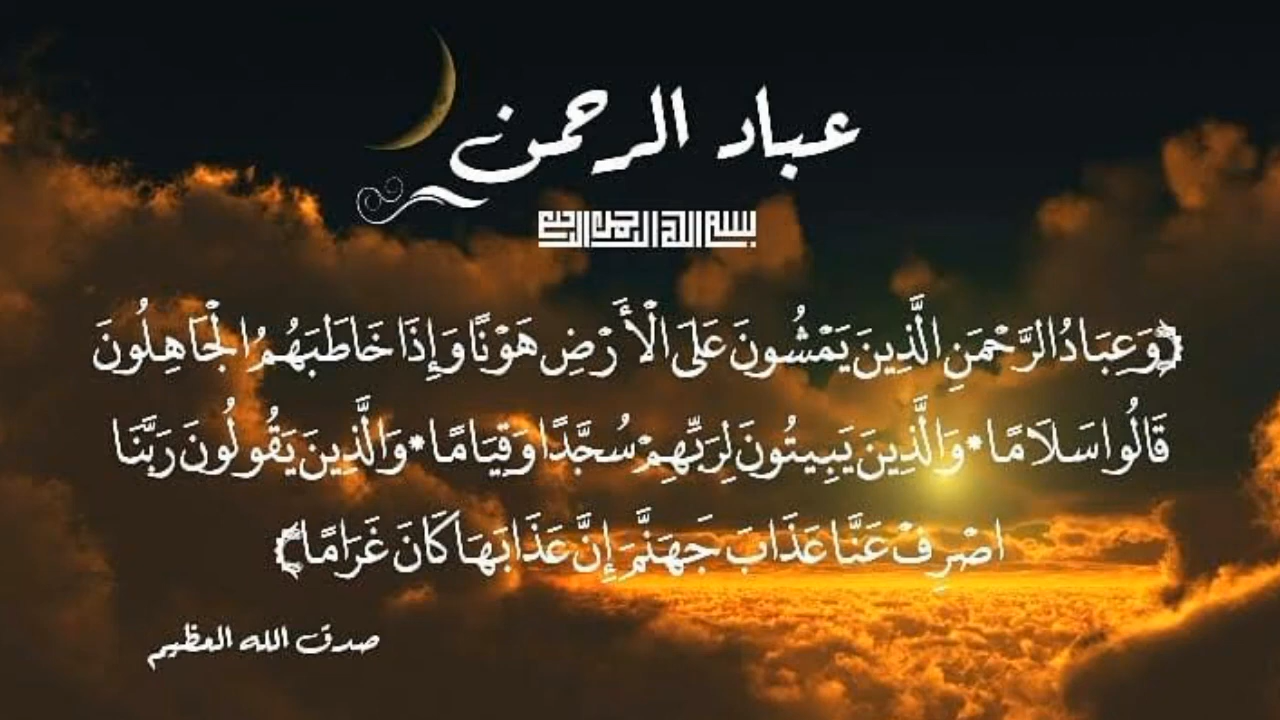 عباد الرحمن
بسم الله الرحمن الرحيم
﴿وَعِبَادُ الرَّحْمَنِ الَّذِينَ يَمْشُونَ عَلَى الْأَرْضِ هَوْنًا وَإِذَا خَاطَبَهُمُ الْجَاهِلُونَ
قَالُوا سَلَامًا * وَالَّذِينَ يَبِيتُونَ لِرَبِّهِمْ سُجَّدًا وَقِيَامًا * وَالَّذِينَ يَقُولُونَ رَبَّنَا
اصْرِفْ عَنَّا عَذَابَ جَهَنَّمَ إِنَّ عَذَابَهَا كَانَ غَرَامًا﴾
صدق الله العظيم